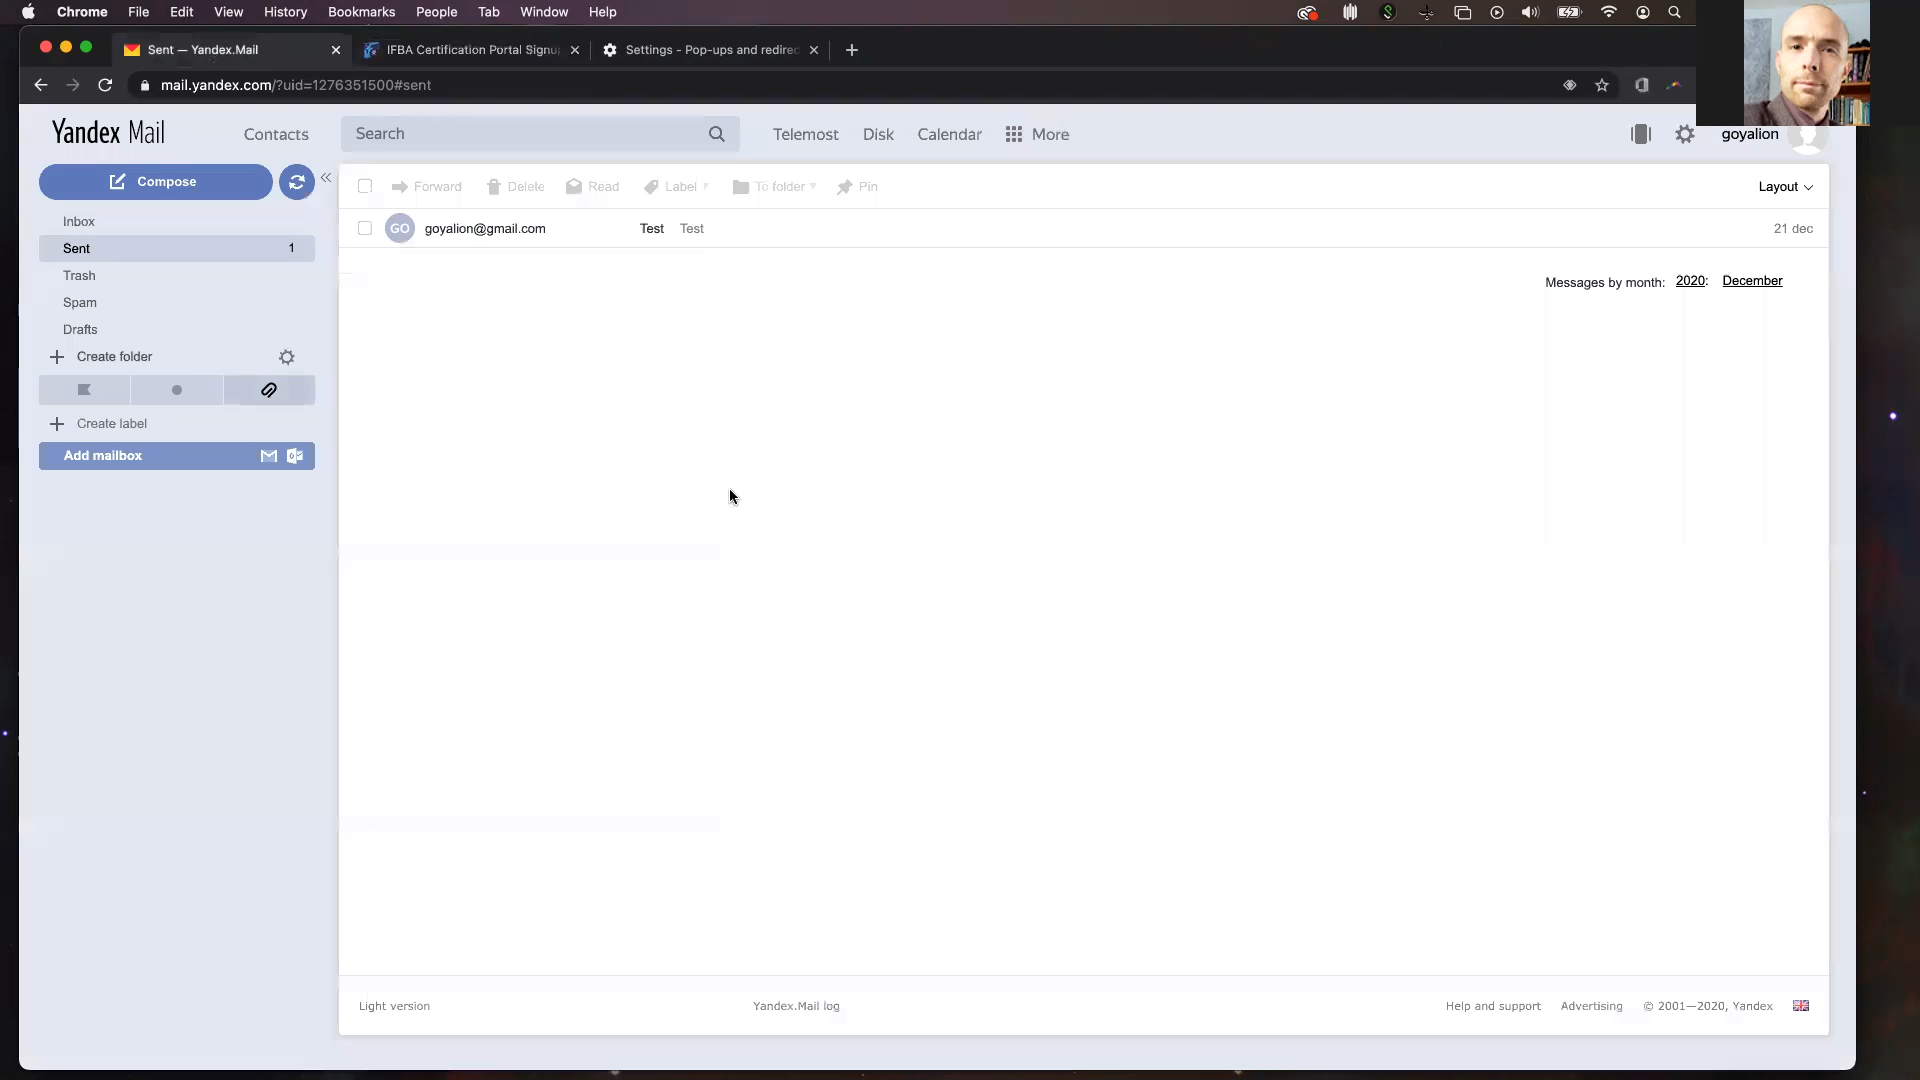 Chrome File Edit View History Bookmarks People Tab Window Help
Sent — Yandex.Mail IFBA Certification Portal Signu Settings - Pop-ups and redirec
mail.yandex.com/?uid=1276351500#sent
Yandex Mail Contacts Search Telemost Disk Calendar More goyalion
Compose Forward Delete Read Label To folder Pin Layout
Inbox
GO goyalion@gmail.com Test Test 21 dec
Sent 1
Trash
Messages by month: 2020: December
Spam
Drafts
Create folder
Create label
Add mailbox
Light version Yandex.Mail log Help and support Advertising © 2001—2020, Yandex